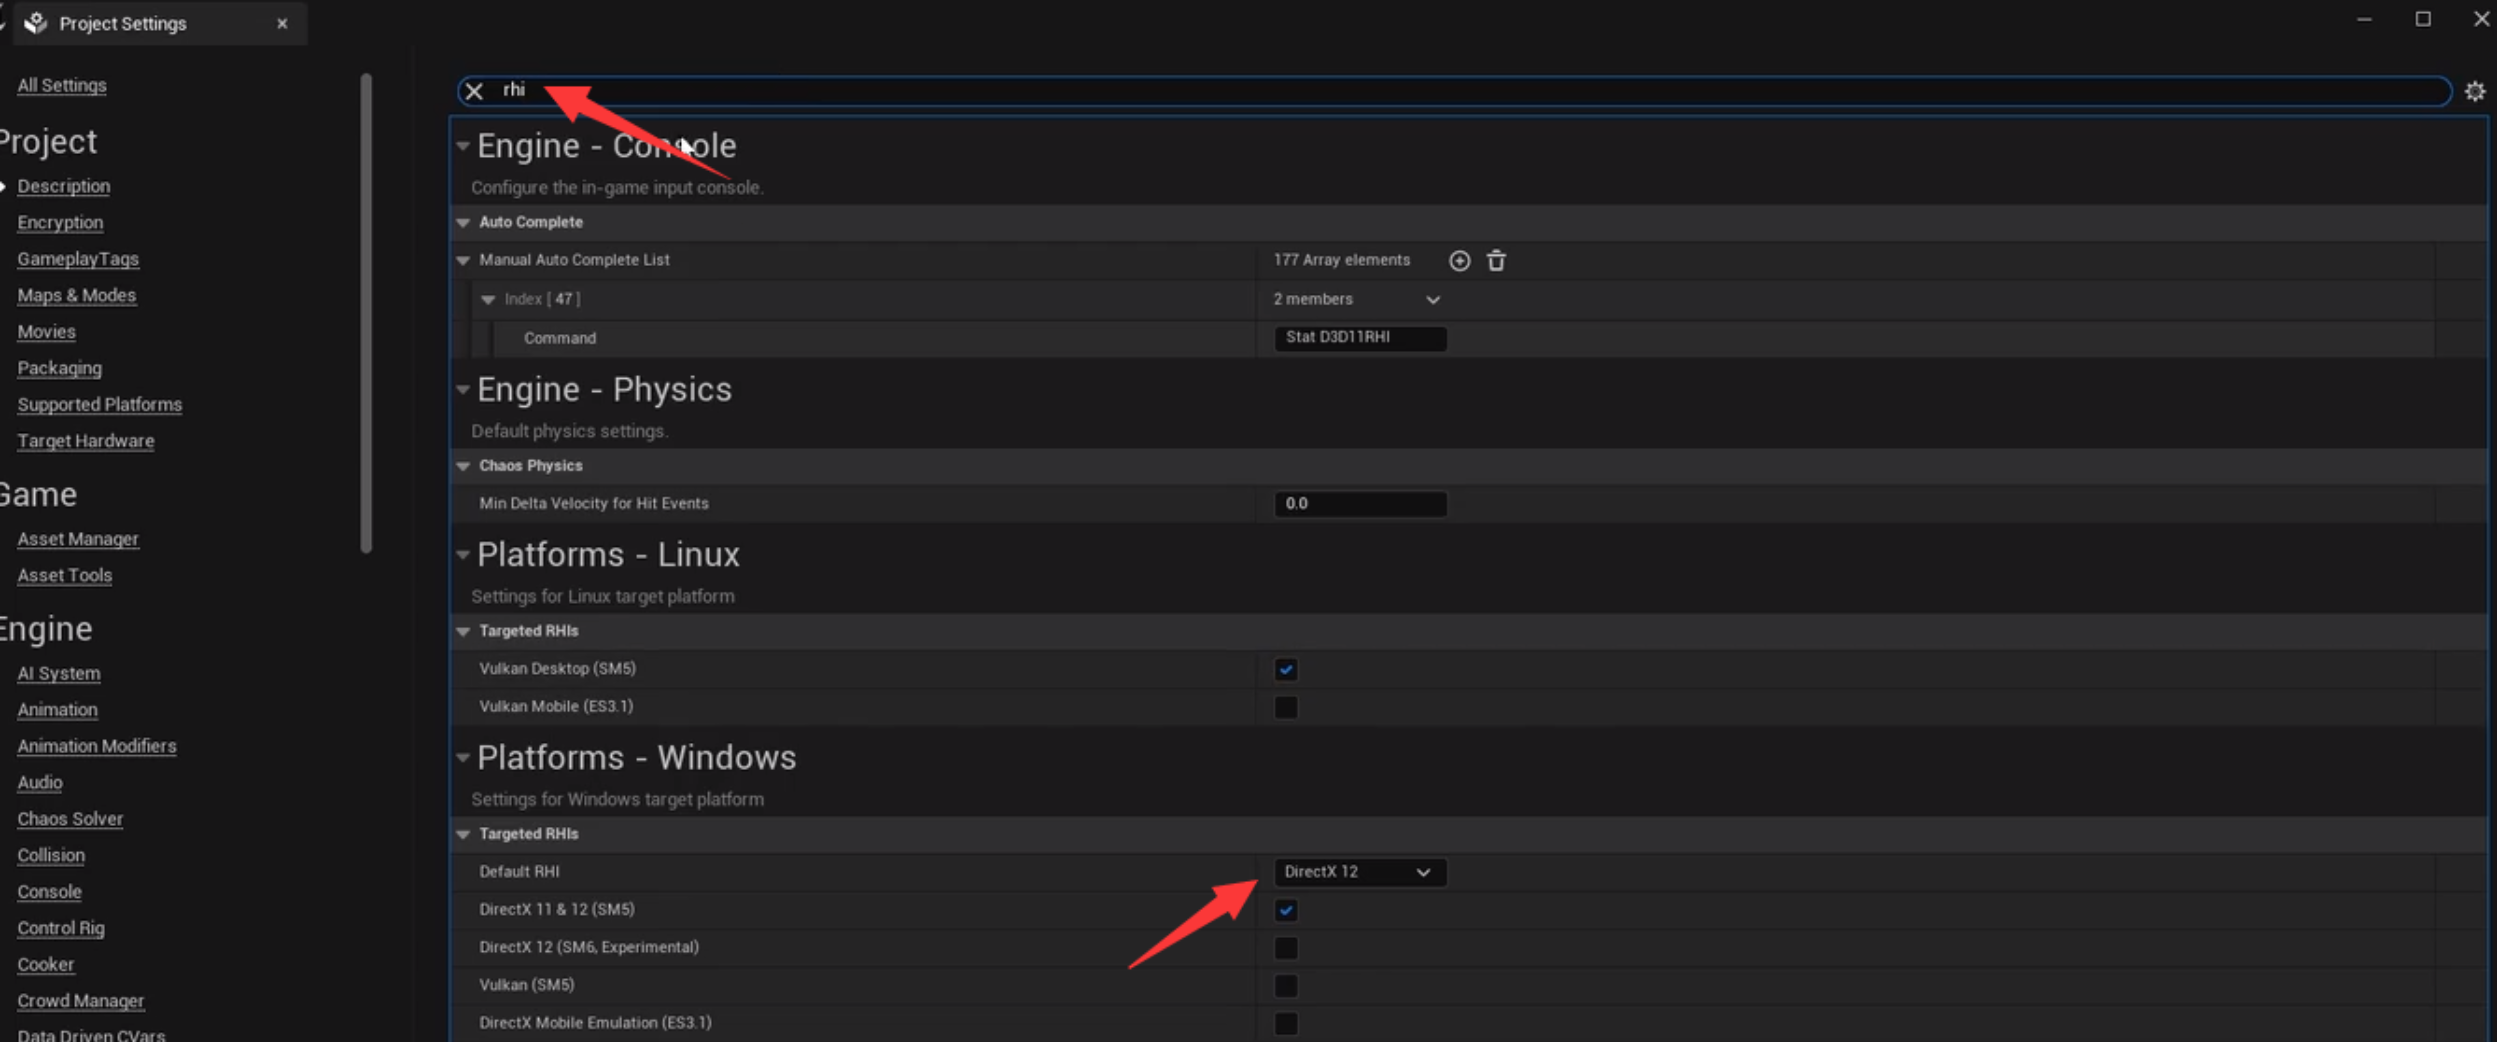 Project Settings
All Settings
Project
Description
Encryption
GameplayTags
Maps & Modes
Movies
Packaging
Supported Platforms
Target Hardware
Game
Asset Manager
Asset Tools
Engine
AI System
Animation
Animation Modifiers
Audio
Chaos Solver
Collision
Console
Control Rig
Cooker
Crowd Manager
Data Driven CVars
rhi
Engine - Console
Configure the in-game input console.
Auto Complete
Manual Auto Complete List 177 Array elements
Index [ 47 ] 2 members
Command Stat D3D11RHI
Engine - Physics
Default physics settings.
Chaos Physics
Min Delta Velocity for Hit Events 0.0
Platforms - Linux
Settings for Linux target platform
Targeted RHIs
Vulkan Desktop (SM5)
Vulkan Mobile (ES3.1)
Platforms - Windows
Settings for Windows target platform
Targeted RHIs
Default RHI DirectX 12
DirectX 11 & 12 (SM5)
DirectX 12 (SM6, Experimental)
Vulkan (SM5)
DirectX Mobile Emulation (ES3.1)